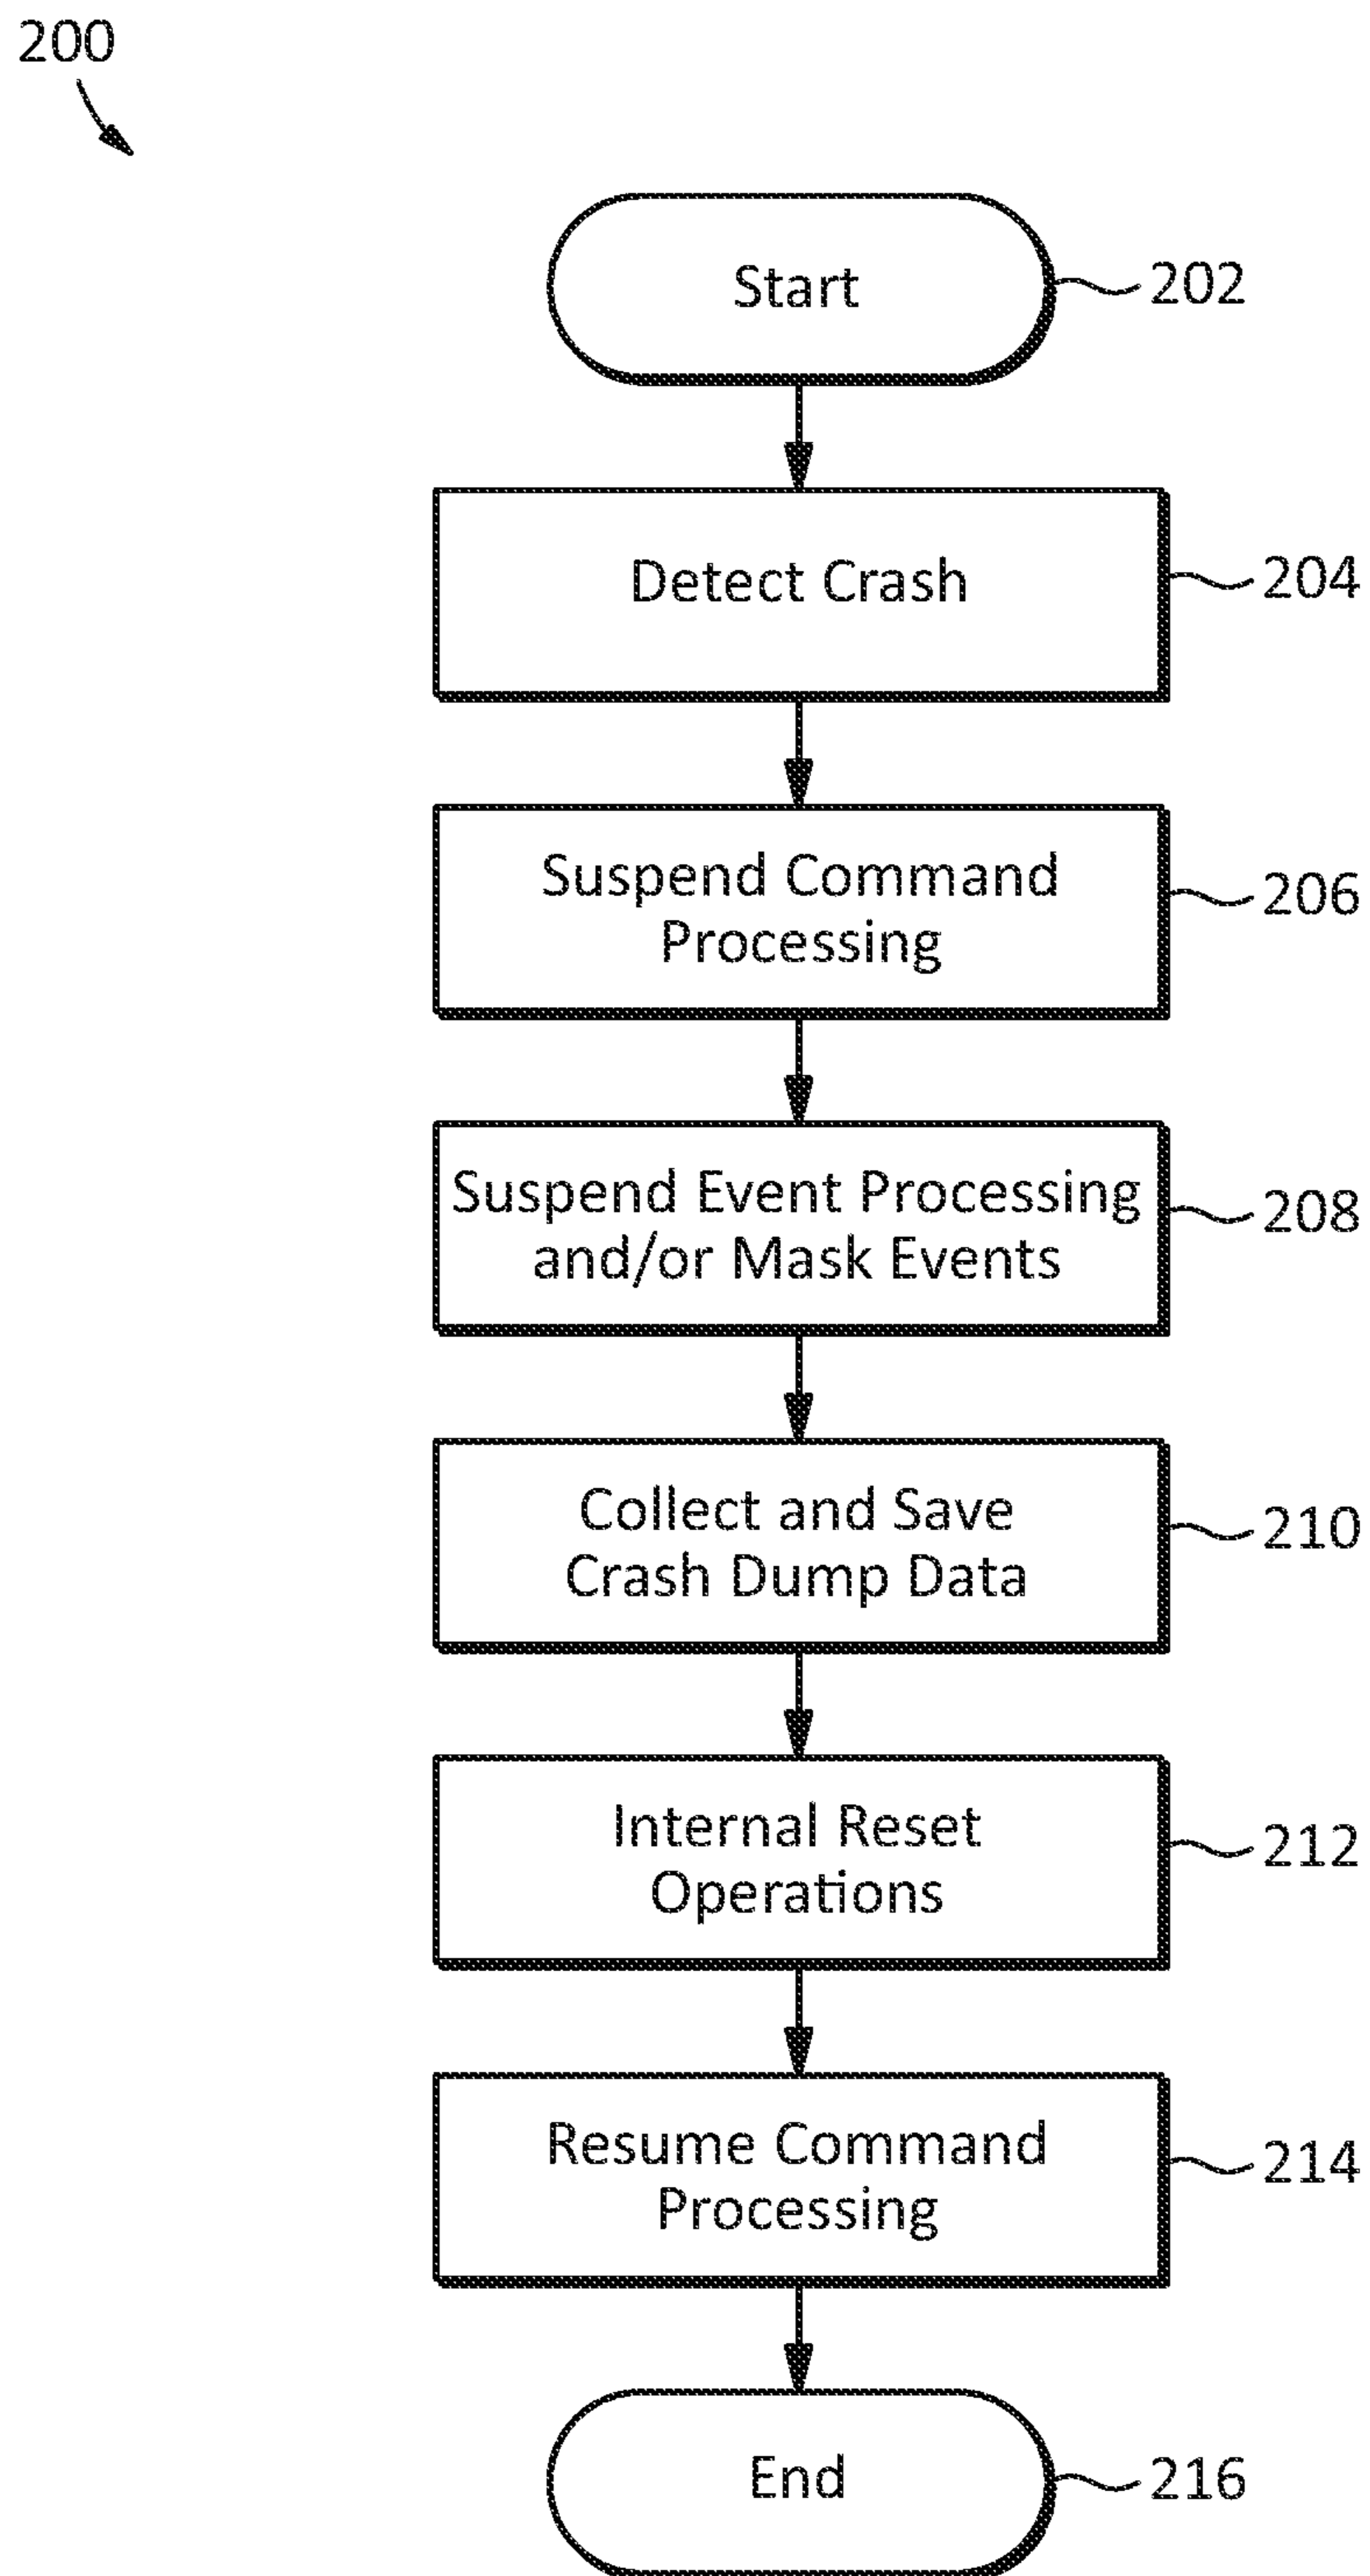 200
Start
202
Detect Crash
204
Suspend Command
Processing
206
Suspend Event Processing
and/or Mask Events
208
Collect and Save
Crash Dump Data
210
Internal Reset
Operations
212
Resume Command
Processing
214
End
216